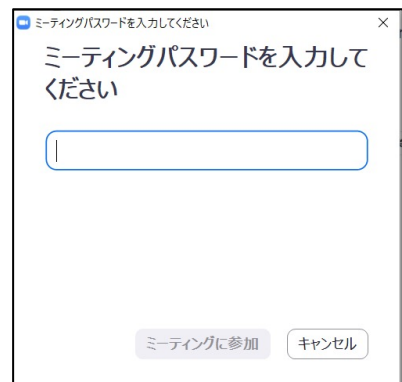 ミーティングパスワードを入力してください
ミーティングパスワードを入力して
ください
ミーティングに参加
キャンセル